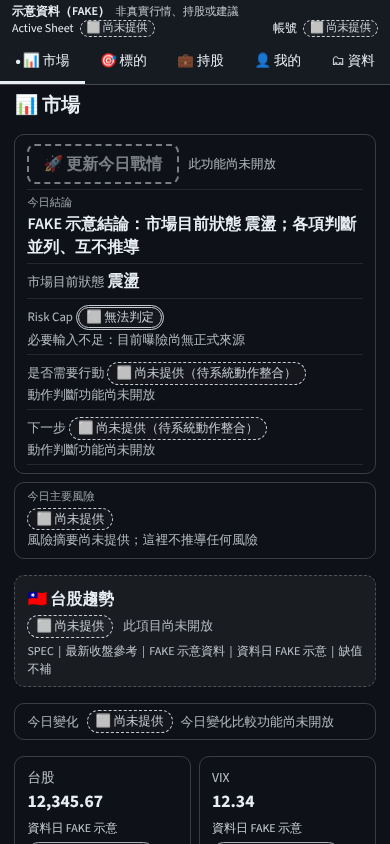 示意資料（FAKE） 非真實行情、持股或建議
Active Sheet 尚未提供 帳號 尚未提供
市場 標的 持股 我的 資料
市場
更新今日戰情 此功能尚未開放
今日結論
FAKE 示意結論：市場目前狀態 震盪；各項判斷
並列、互不推導
市場目前狀態 震盪
Risk Cap 無法判定
必要輸入不足：目前曝險尚無正式來源
是否需要行動 尚未提供（待系統動作整合）
動作判斷功能尚未開放
下一步 尚未提供（待系統動作整合）
動作判斷功能尚未開放
今日主要風險
尚未提供
風險摘要尚未提供；這裡不推導任何風險
🇹🇼 台股趨勢
尚未提供 此項目尚未開放
SPEC｜最新收盤參考｜FAKE 示意資料｜資料日 FAKE 示意｜缺值
不補
今日變化 尚未提供 今日變化比較功能尚未開放
台股 VIX
12,345.67 12.34
資料日 FAKE 示意 資料日 FAKE 示意